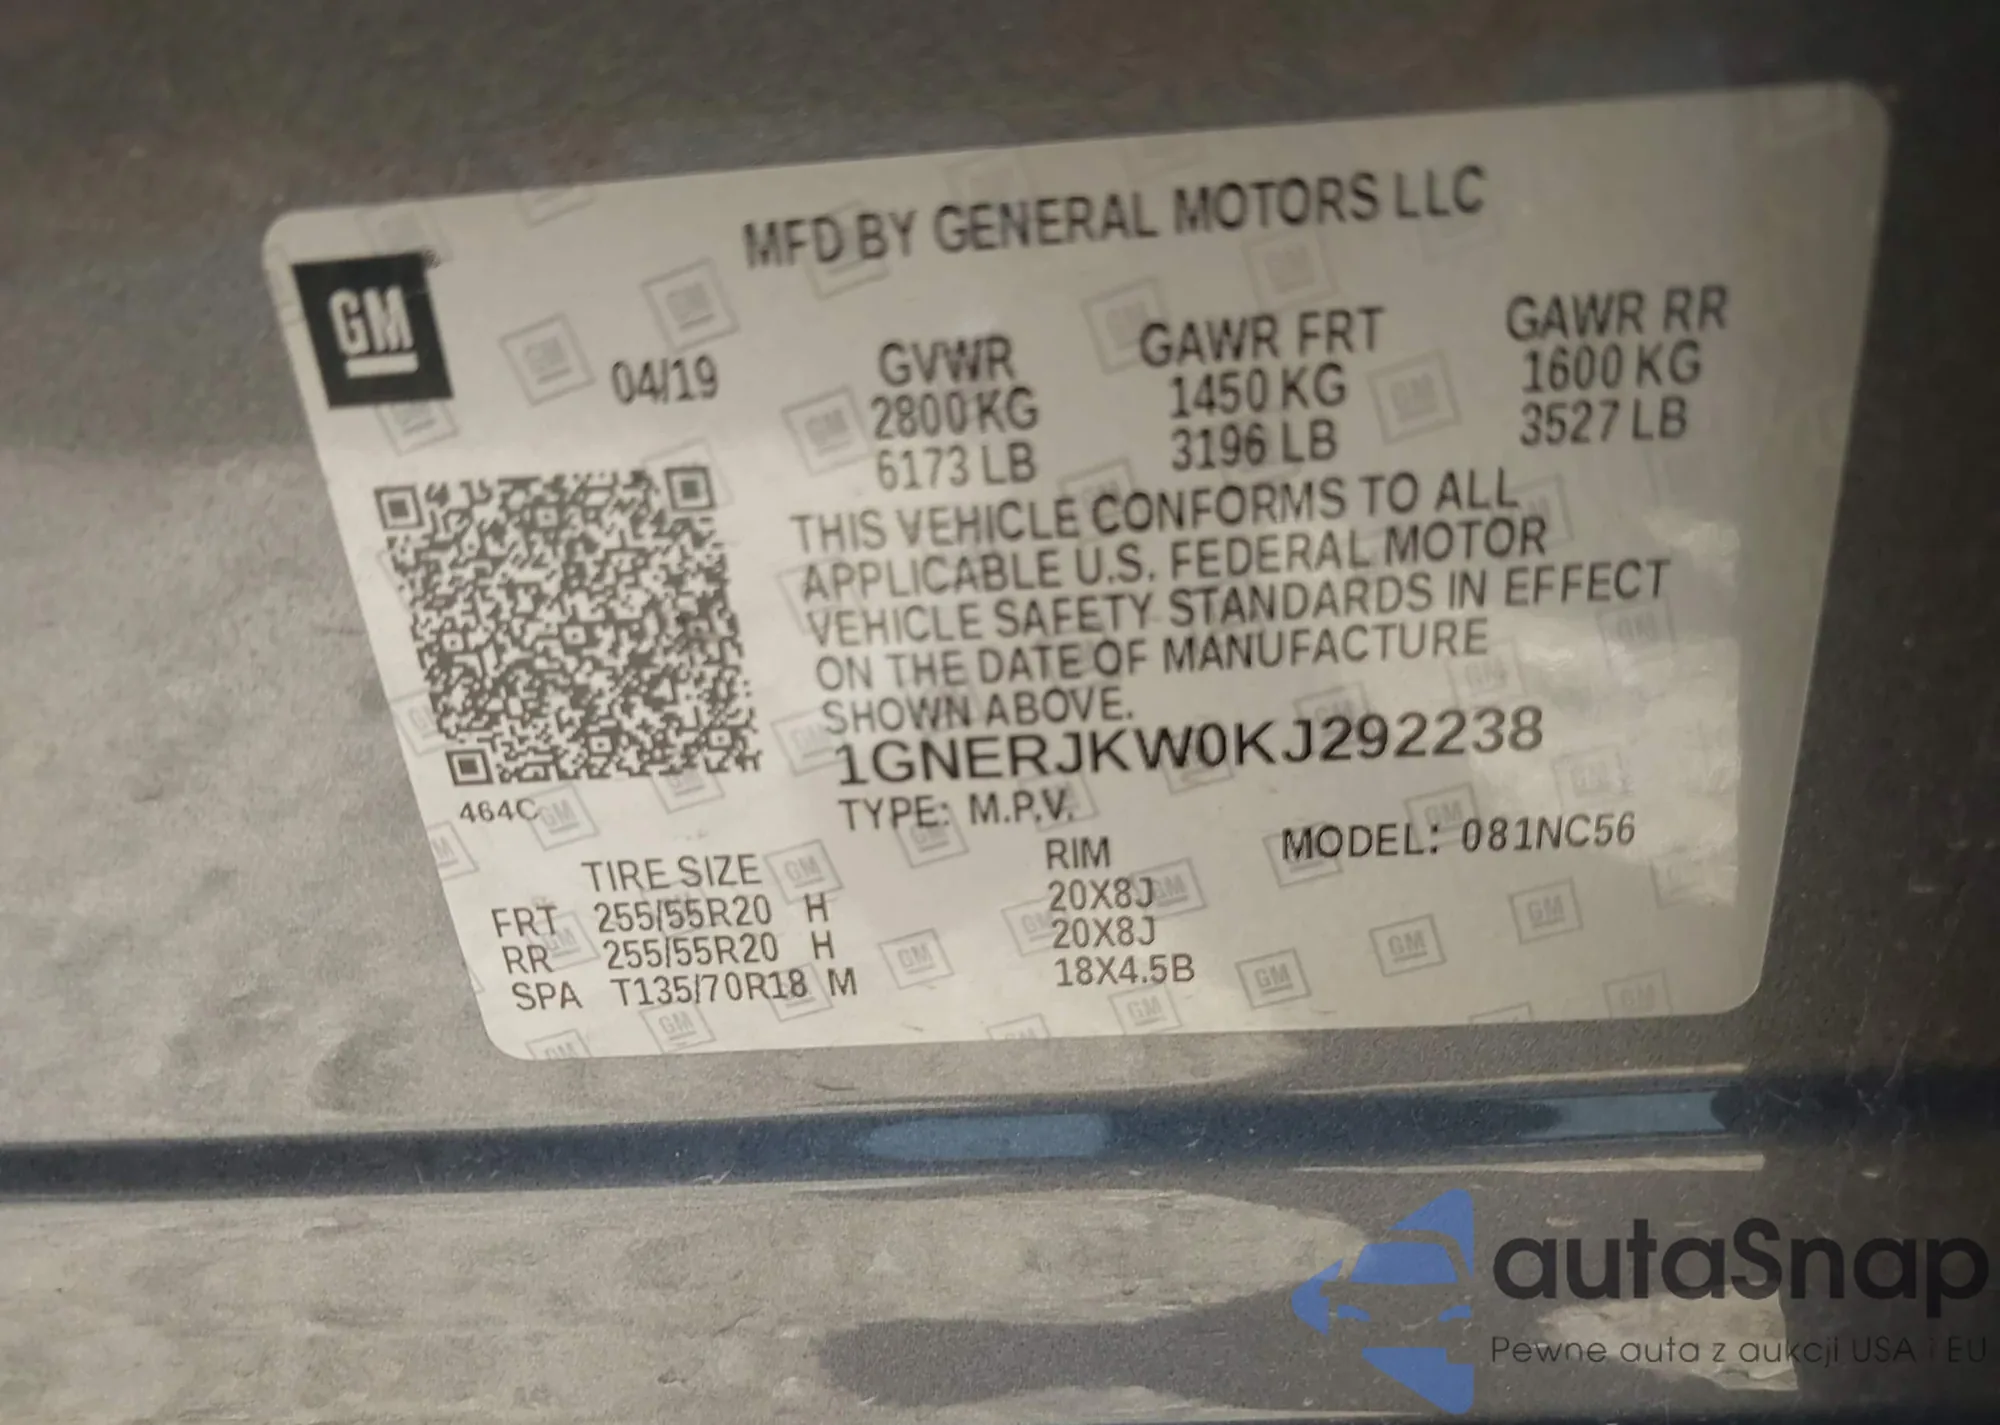 MFD BY GENERAL MOTORS LLC
GM
®
04/19
GVWR
2800 KG
6173 LB
GAWR FRT
1450 KG
3196 LB
GAWR RR
1600 KG
3527 LB
THIS VEHICLE CONFORMS TO ALL
APPLICABLE U.S. FEDERAL MOTOR
VEHICLE SAFETY STANDARDS IN EFFECT
ON THE DATE OF MANUFACTURE
SHOWN ABOVE.
1GNERJKW0KJ292238
464C
TYPE: M.P.V.
MODEL: 081NC56
TIRE SIZE RIM
FRT 255/55R20 H 20X8J
RR 255/55R20 H 20X8J
SPA T135/70R18 M 18X4.5B
autaSnap
Pewne auta z aukcji USA i EU